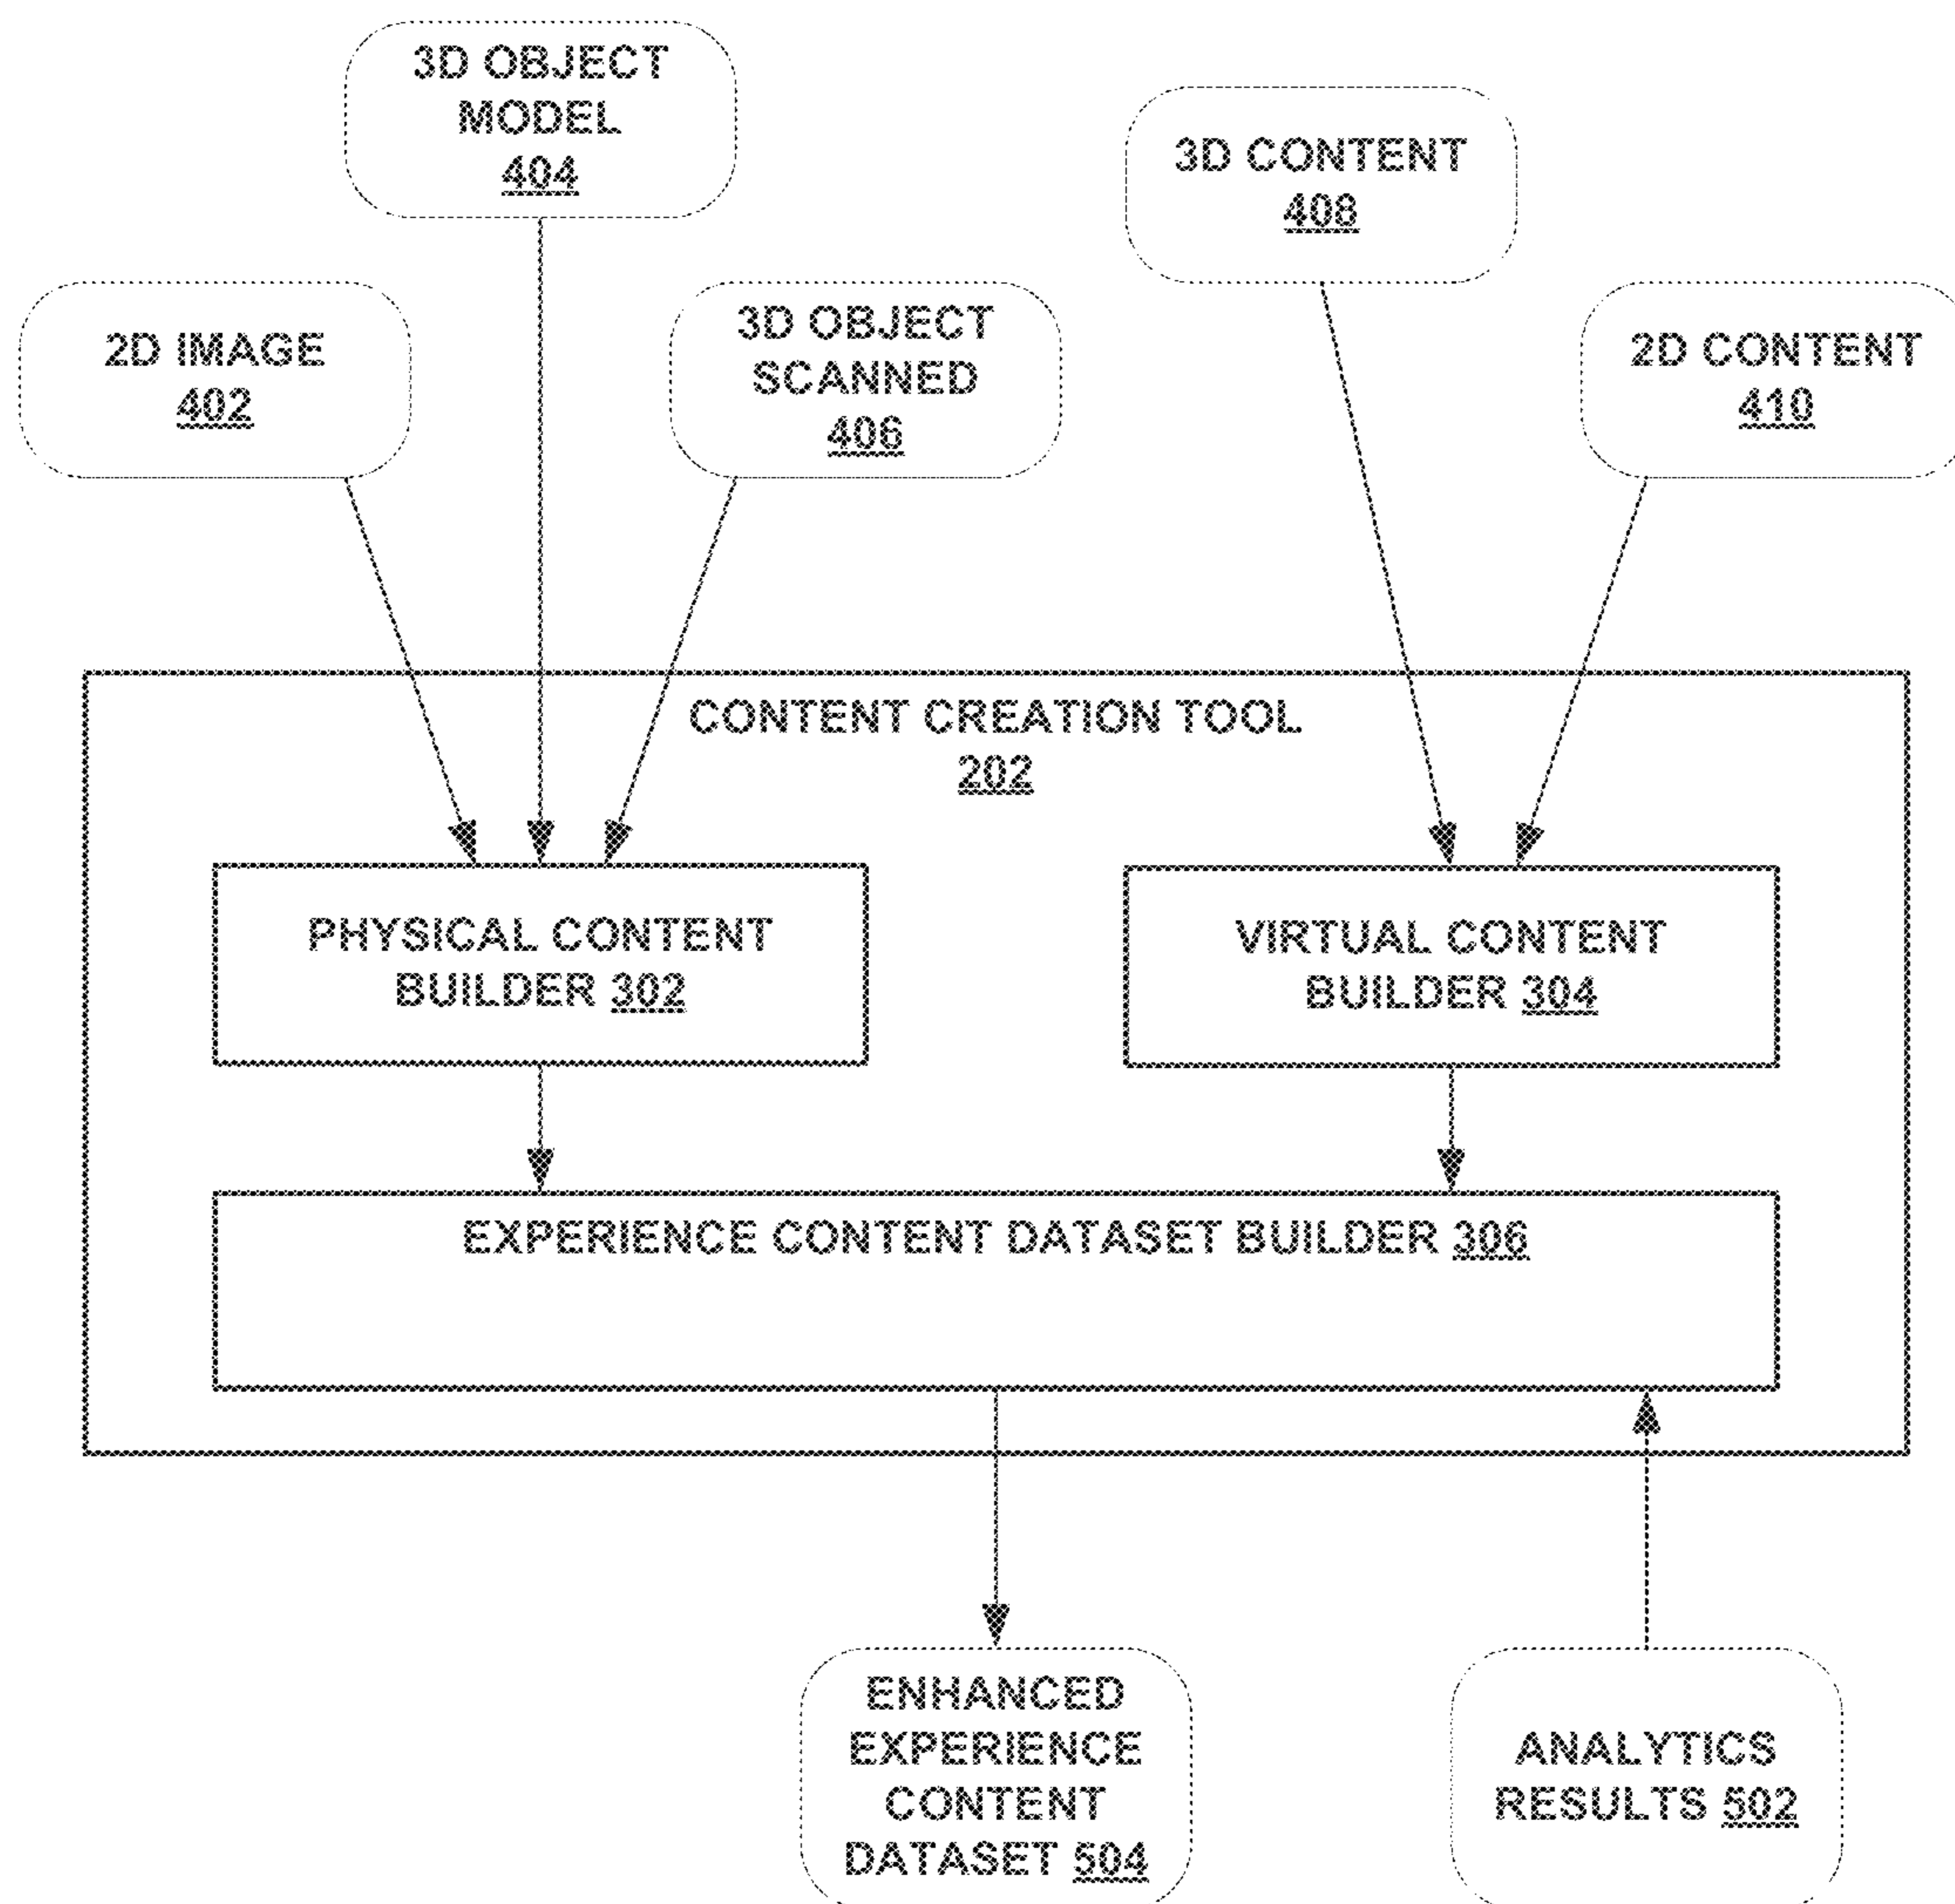 3D OBJECT
MODEL
404
3D CONTENT
408
2D IMAGE
402
3D OBJECT
SCANNED
406
2D CONTENT
410
CONTENT CREATION TOOL
202
PHYSICAL CONTENT
BUILDER 302
VIRTUAL CONTENT
BUILDER 304
EXPERIENCE CONTENT DATASET BUILDER 306
ENHANCED
EXPERIENCE
CONTENT
DATASET 504
ANALYTICS
RESULTS 502